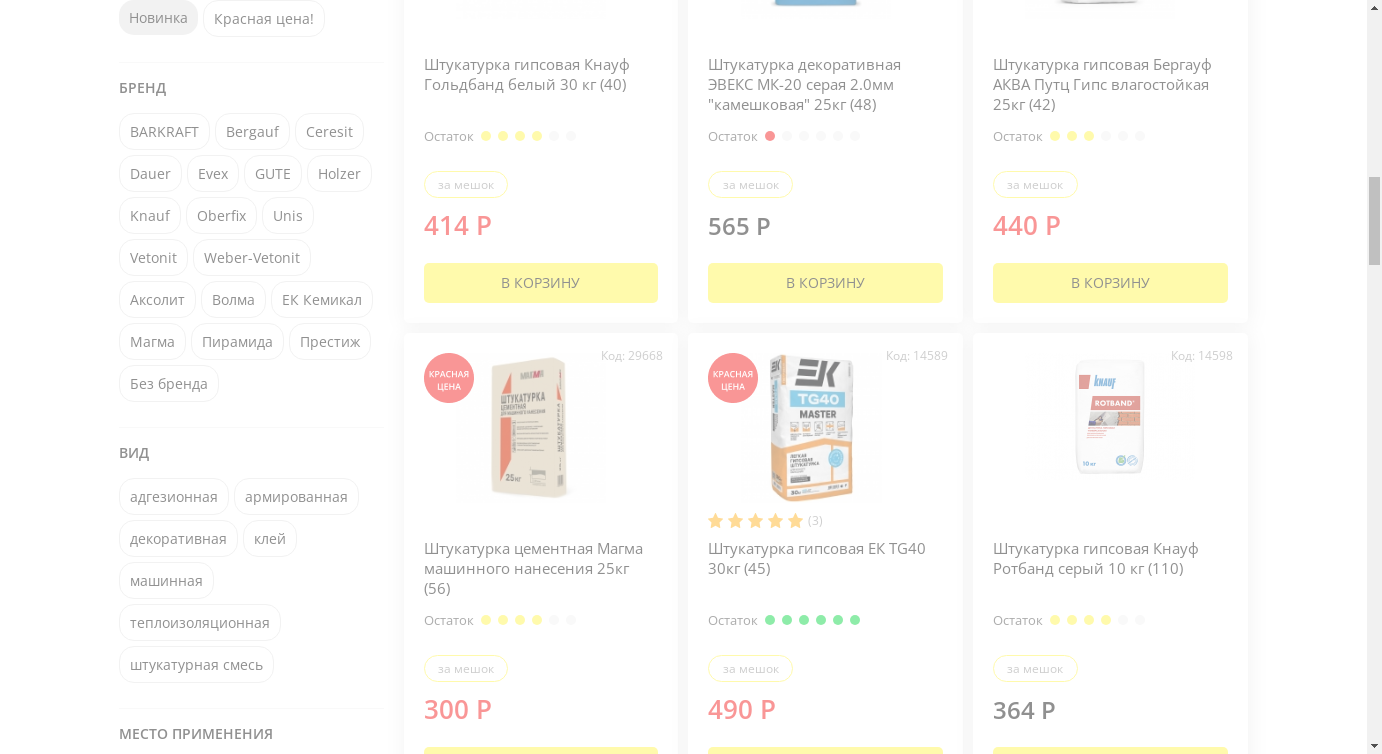 Новинка
Красная цена!
БРЕНД
BARKRAFT
Bergauf
Ceresit
Dauer
Evex
GUTE
Holzer
Knauf
Oberfix
Unis
Vetonit
Weber-Vetonit
Аксолит
Волма
ЕК Кемикал
Магма
Пирамида
Престиж
Без бренда
ВИД
адгезионная
армированная
декоративная
клей
машинная
теплоизоляционная
штукатурная смесь
МЕСТО ПРИМЕНЕНИЯ
Штукатурка гипсовая Кнауф
Гольдбанд белый 30 кг (40)
Остаток
за мешок
414 Р
В КОРЗИНУ
Штукатурка декоративная
ЭВЕКС МК-20 серая 2.0мм
"камешковая" 25кг (48)
Остаток
за мешок
565 Р
В КОРЗИНУ
Штукатурка гипсовая Бергауф
АКВА Путц Гипс влагостойкая
25кг (42)
Остаток
за мешок
440 Р
В КОРЗИНУ
Код: 29668
КРАСНАЯ
ЦЕНА
ШТУКАТУРКА
ЦЕМЕНТНАЯ
25КГ
Штукатурка цементная Магма
машинного нанесения 25кг
(56)
Остаток
за мешок
300 Р
Код: 14589
КРАСНАЯ
ЦЕНА
ЕК
TG40
MASTER
ЛЕГКАЯ
ГИПСОВАЯ
ШТУКАТУРКА
(3)
Штукатурка гипсовая ЕК TG40
30кг (45)
Остаток
за мешок
490 Р
Код: 14598
KNAUF
ROTBAND
10 кг
Штукатурка гипсовая Кнауф
Ротбанд серый 10 кг (110)
Остаток
за мешок
364 Р